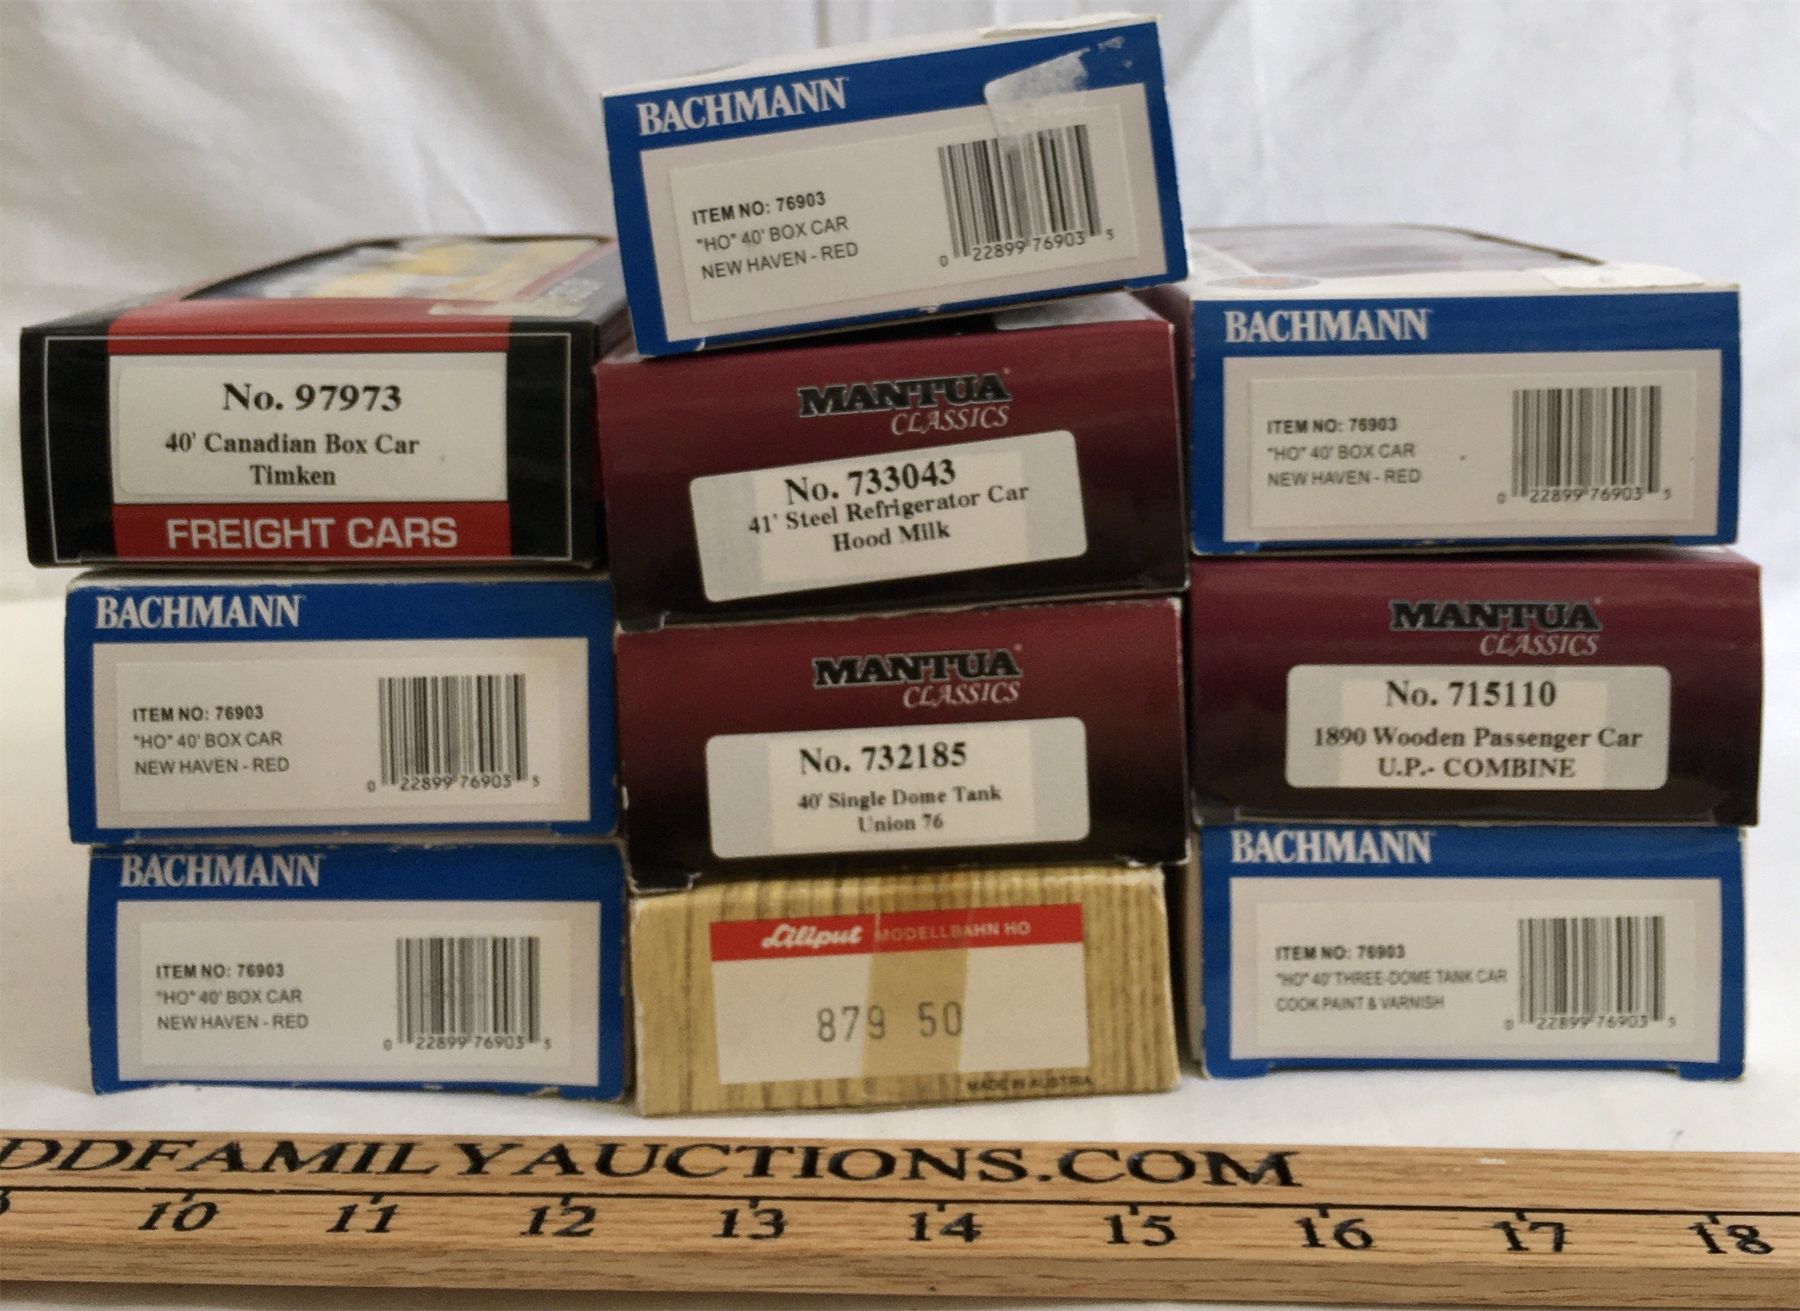 BACHMANN
ITEM NO: 76903
"HO" 40' BOX CAR
NEW HAVEN - RED
0 22899 76903 5
No. 97973
40' Canadian Box Car
Timken
FREIGHT CARS
MANTUA
CLASSICS
No. 733043
41' Steel Refrigerator Car
Hood Milk
BACHMANN
ITEM NO: 76903
"HO" 40' BOX CAR
NEW HAVEN - RED
0 22899 76903 5
BACHMANN
ITEM NO: 76903
"HO" 40' BOX CAR
NEW HAVEN - RED
0 22899 76903 5
MANTUA
CLASSICS
No. 732185
40' Single Dome Tank
Union 76
MANTUA
CLASSICS
No. 715110
1890 Wooden Passenger Car
U.P.- COMBINE
BACHMANN
ITEM NO: 76903
"HO" 40' BOX CAR
NEW HAVEN - RED
0 22899 76903 5
Liliput MODELLBAHN HO
879 50
MADE IN AUSTRIA
BACHMANN
ITEM NO: 76903
"HO" 40' THREE-DOME TANK CAR
COOK PAINT & VARNISH
0 22899 76903 5
DDFAMILYAUCTIONS.COM
10 11 12 13 14 15 16 17 18